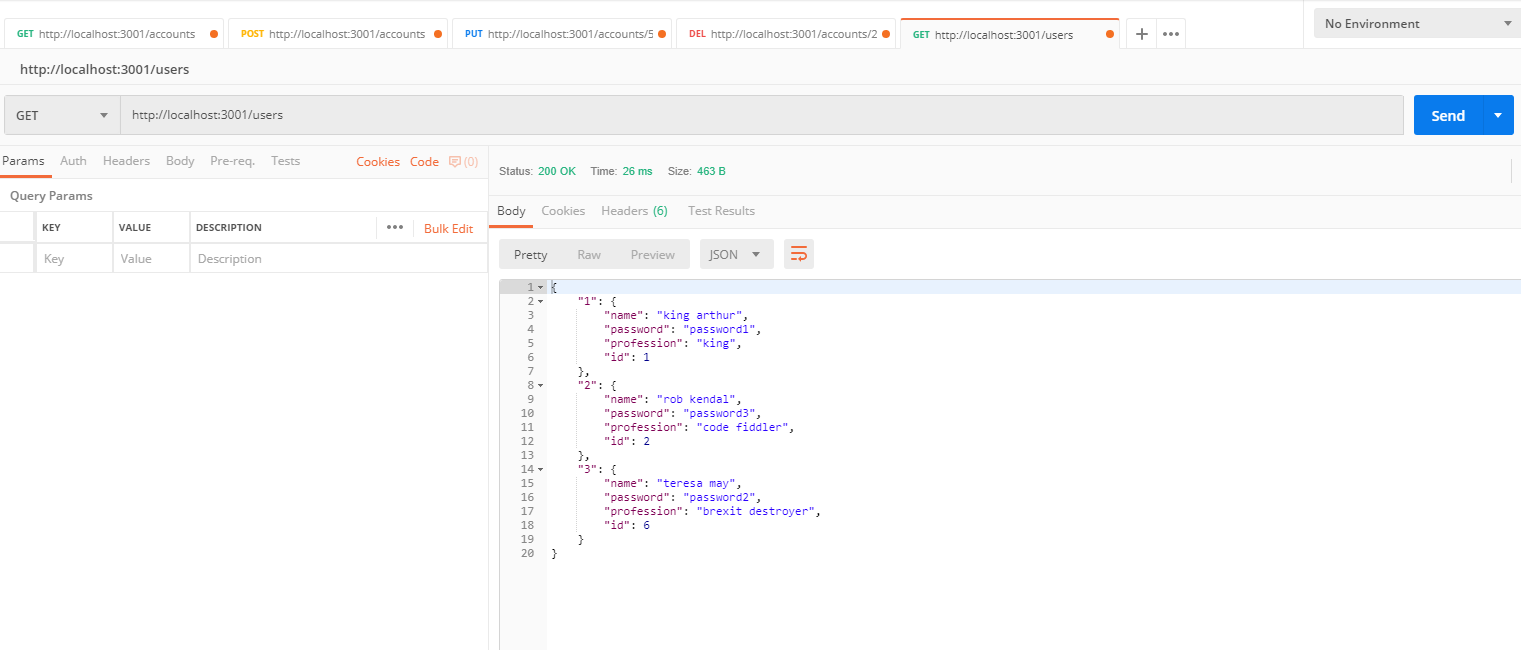 GET http://localhost:3001/accounts POST http://localhost:3001/accounts PUT http://localhost:3001/accounts/5 DEL http://localhost:3001/accounts/2 GET http://localhost:3001/users + ••• No Environment
http://localhost:3001/users
GET http://localhost:3001/users Send
Params Auth Headers Body Pre-req. Tests Cookies Code (0)
Query Params
KEY VALUE DESCRIPTION ••• Bulk Edit
Key Value Description
Status: 200 OK Time: 26 ms Size: 463 B
Body Cookies Headers (6) Test Results
Pretty Raw Preview JSON
1 {
2 "1": {
3 "name": "king arthur",
4 "password": "password1",
5 "profession": "king",
6 "id": 1
7 },
8 "2": {
9 "name": "rob kendal",
10 "password": "password3",
11 "profession": "code fiddler",
12 "id": 2
13 },
14 "3": {
15 "name": "teresa may",
16 "password": "password2",
17 "profession": "brexit destroyer",
18 "id": 6
19 }
20 }